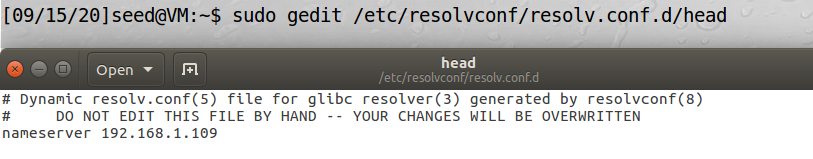 [09/15/20]seed@VM:~$ sudo gedit /etc/resolvconf/resolv.conf.d/head
Open
head
/etc/resolvconf/resolv.conf.d
# Dynamic resolv.conf(5) file for glibc resolver(3) generated by resolvconf(8)
#     DO NOT EDIT THIS FILE BY HAND -- YOUR CHANGES WILL BE OVERWRITTEN
nameserver 192.168.1.109